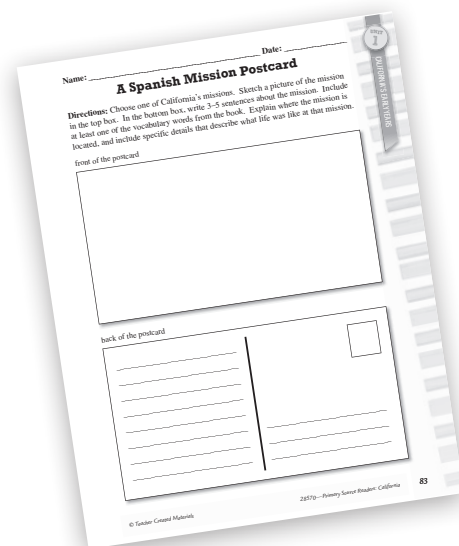 Name: Date:
A Spanish Mission Postcard
Directions: Choose one of California's missions. Sketch a picture of the mission
in the top box. In the bottom box, write 3–5 sentences about the mission. Include
at least one of the vocabulary words from the book. Explain where the mission is
located, and include specific details that describe what life was like at that mission.
front of the postcard
back of the postcard
UNIT
1
CALIFORNIA'S EARLY YEARS
© Teacher Created Materials
28570—Primary Source Readers: California
83